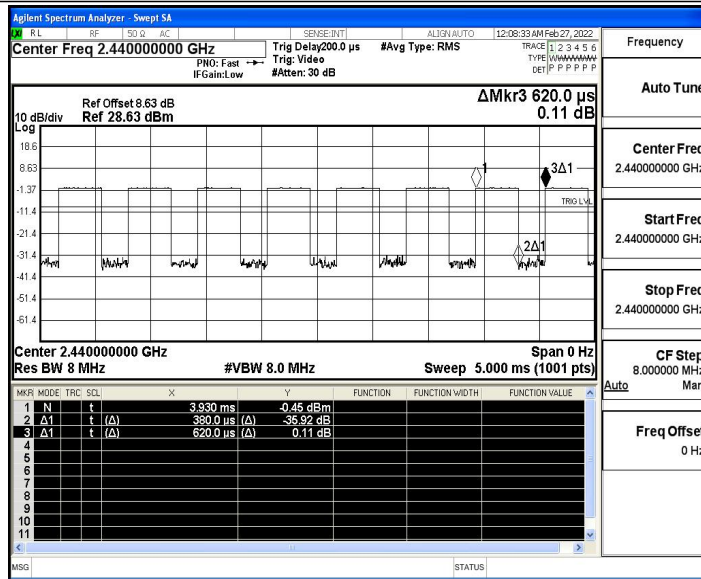 Agilent Spectrum Analyzer - Swept SA
RL RF 50 Ω AC SENSE:INT ALIGN AUTO 12:08:33 AM Feb 27, 2022
Center Freq 2.440000000 GHz
PNO: Fast
IFGain:Low
Trig Delay200.0 µs
Trig: Video
#Atten: 30 dB
#Avg Type: RMS
TRACE 1 2 3 4 5 6
TYPE
DET P P P P P P
ΔMkr3 620.0 µs
0.11 dB
Ref Offset 8.63 dB
10 dB/div Ref 28.63 dBm
Log
18.6
8.63
-1.37
-11.4
-21.4
-31.4
-41.4
-51.4
-61.4
1
3Δ1
TRIG LVL
2Δ1
Center 2.440000000 GHz Span 0 Hz
Res BW 8 MHz #VBW 8.0 MHz Sweep 5.000 ms (1001 pts)
MKR MODE TRC SCL X Y FUNCTION FUNCTION WIDTH FUNCTION VALUE
1 N t 3.930 ms -0.45 dBm
2 Δ1 t (Δ) 380.0 µs (Δ) -35.92 dB
3 Δ1 t (Δ) 620.0 µs (Δ) 0.11 dB
4
5
6
7
8
9
10
11
MSG STATUS
Frequency
Auto Tune
Center Freq
2.440000000 GHz
Start Freq
2.440000000 GHz
Stop Freq
2.440000000 GHz
CF Step
8.000000 MHz
Auto Man
Freq Offset
0 Hz